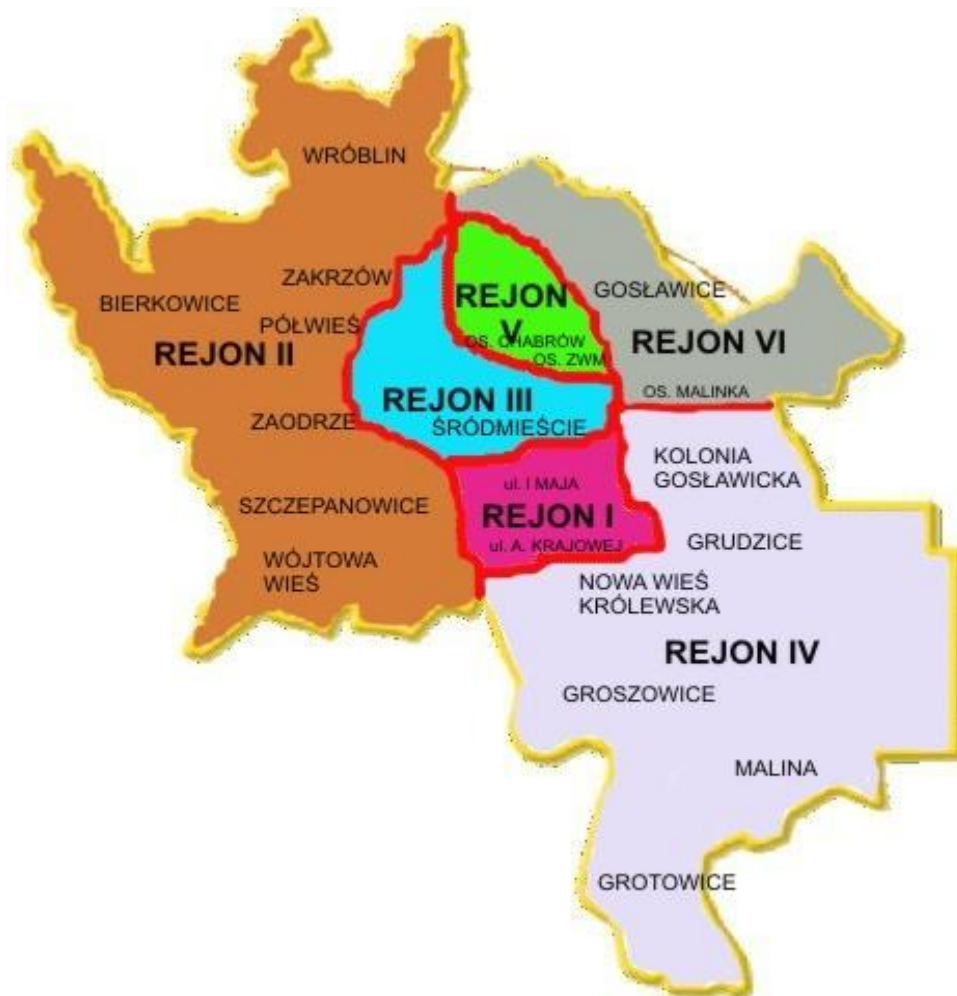 WRÓBLIN
ZAKRZÓW
BIERKOWICE
PÓŁWIEŚ
REJON II
ZAODRZE
SZCZEPANOWICE
WÓJTOWA
WIEŚ
REJON
V
OS. CHABRÓW
OS. ZWM
GOSŁAWICE
REJON VI
OS. MALINKA
REJON III
ŚRÓDMIEŚCIE
ul. I MAJA
REJON I
ul. A. KRAJOWEJ
KOLONIA
GOSŁAWICKA
GRUDZICE
NOWA WIEŚ
KRÓLEWSKA
REJON IV
GROSZOWICE
MALINA
GROTOWICE